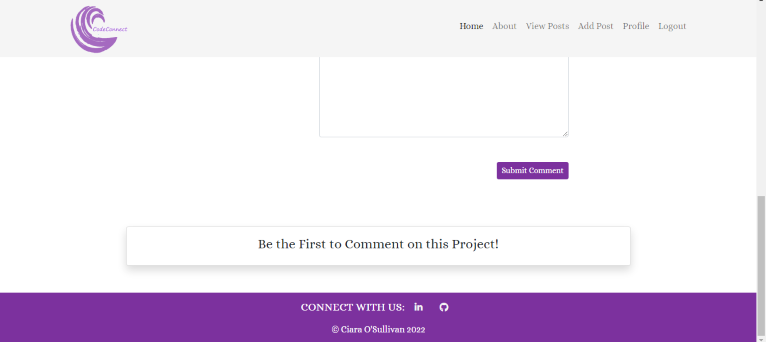 CodeConnect
Home About View Posts Add Post Profile Logout
Submit Comment
Be the First to Comment on this Project!
CONNECT WITH US:
© Ciara O'Sullivan 2022